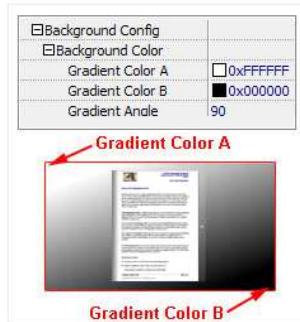 Background Config
Background Color
Gradient Color A 0xFFFFFF
Gradient Color B 0x000000
Gradient Angle 90
Gradient Color A
Gradient Color B